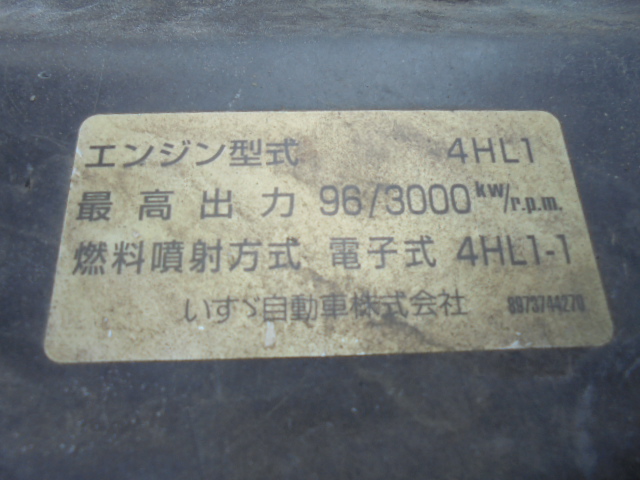 エンジン型式 4HL1
最高出力 96/3000 kw/r.p.m.
燃料噴射方式 電子式 4HL1-1
いすゞ自動車株式会社 8973744270